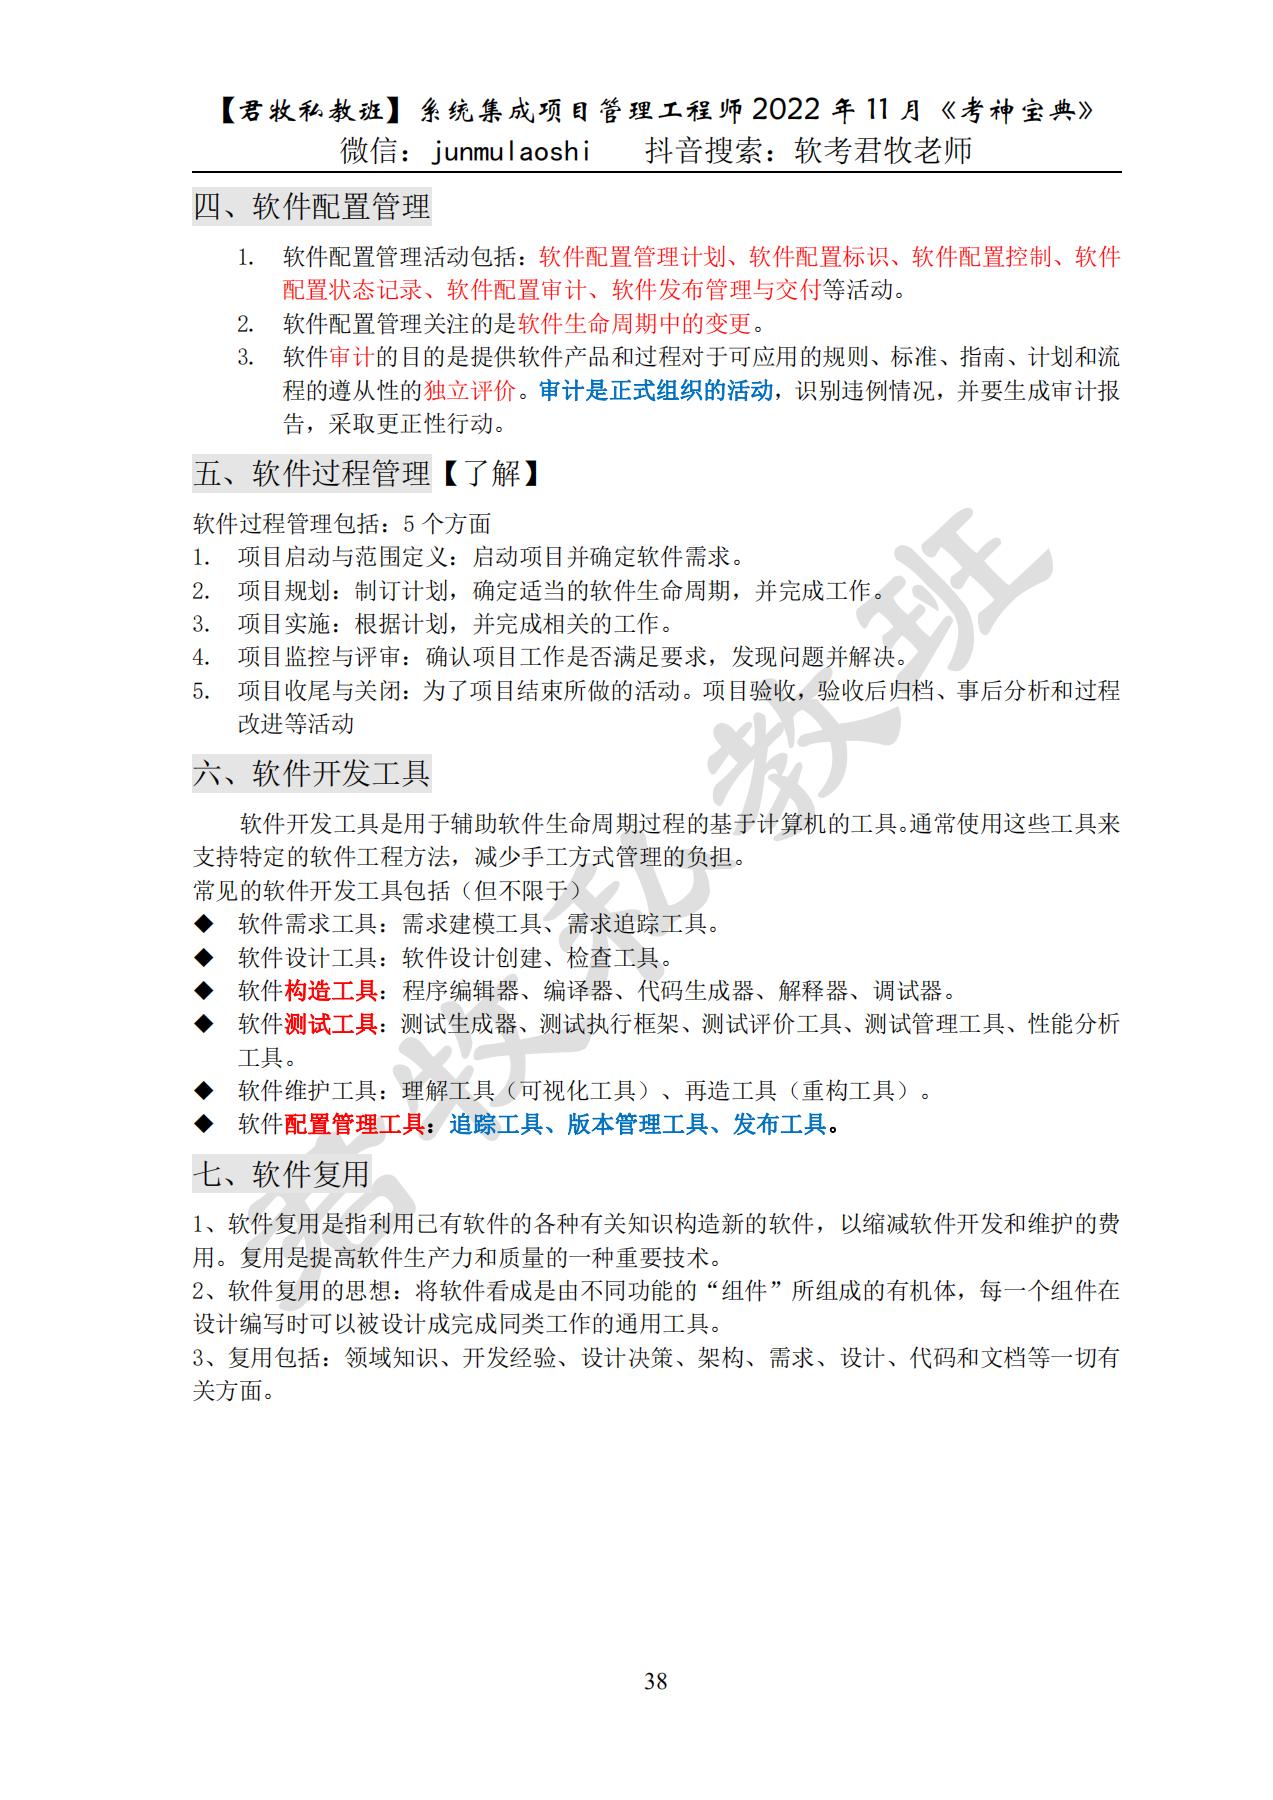 【君牧私教班】系统集成项目管理工程师 2022 年 11 月《考神宝典》
微信：junmulaoshi 抖音搜索：软考君牧老师
四、软件配置管理
1. 软件配置管理活动包括：软件配置管理计划、软件配置标识、软件配置控制、软件
配置状态记录、软件配置审计、软件发布管理与交付等活动。
2. 软件配置管理关注的是软件生命周期中的变更。
3. 软件审计的目的是提供软件产品和过程对于可应用的规则、标准、指南、计划和流
程的遵从性的独立评价。审计是正式组织的活动，识别违例情况，并要生成审计报
告，采取更正性行动。
五、软件过程管理【了解】
软件过程管理包括：5 个方面
1. 项目启动与范围定义：启动项目并确定软件需求。
2. 项目规划：制订计划，确定适当的软件生命周期，并完成工作。
3. 项目实施：根据计划，并完成相关的工作。
4. 项目监控与评审：确认项目工作是否满足要求，发现问题并解决。
5. 项目收尾与关闭：为了项目结束所做的活动。项目验收，验收后归档、事后分析和过程
改进等活动
六、软件开发工具
软件开发工具是用于辅助软件生命周期过程的基于计算机的工具。通常使用这些工具来
支持特定的软件工程方法，减少手工方式管理的负担。
常见的软件开发工具包括（但不限于）
◆ 软件需求工具：需求建模工具、需求追踪工具。
◆ 软件设计工具：软件设计创建、检查工具。
◆ 软件构造工具：程序编辑器、编译器、代码生成器、解释器、调试器。
◆ 软件测试工具：测试生成器、测试执行框架、测试评价工具、测试管理工具、性能分析
工具。
◆ 软件维护工具：理解工具（可视化工具）、再造工具（重构工具）。
◆ 软件配置管理工具：追踪工具、版本管理工具、发布工具。
七、软件复用
1、软件复用是指利用已有软件的各种有关知识构造新的软件，以缩减软件开发和维护的费
用。复用是提高软件生产力和质量的一种重要技术。
2、软件复用的思想：将软件看成是由不同功能的“组件”所组成的有机体，每一个组件在
设计编写时可以被设计成完成同类工作的通用工具。
3、复用包括：领域知识、开发经验、设计决策、架构、需求、设计、代码和文档等一切有
关方面。
君牧私教班
38